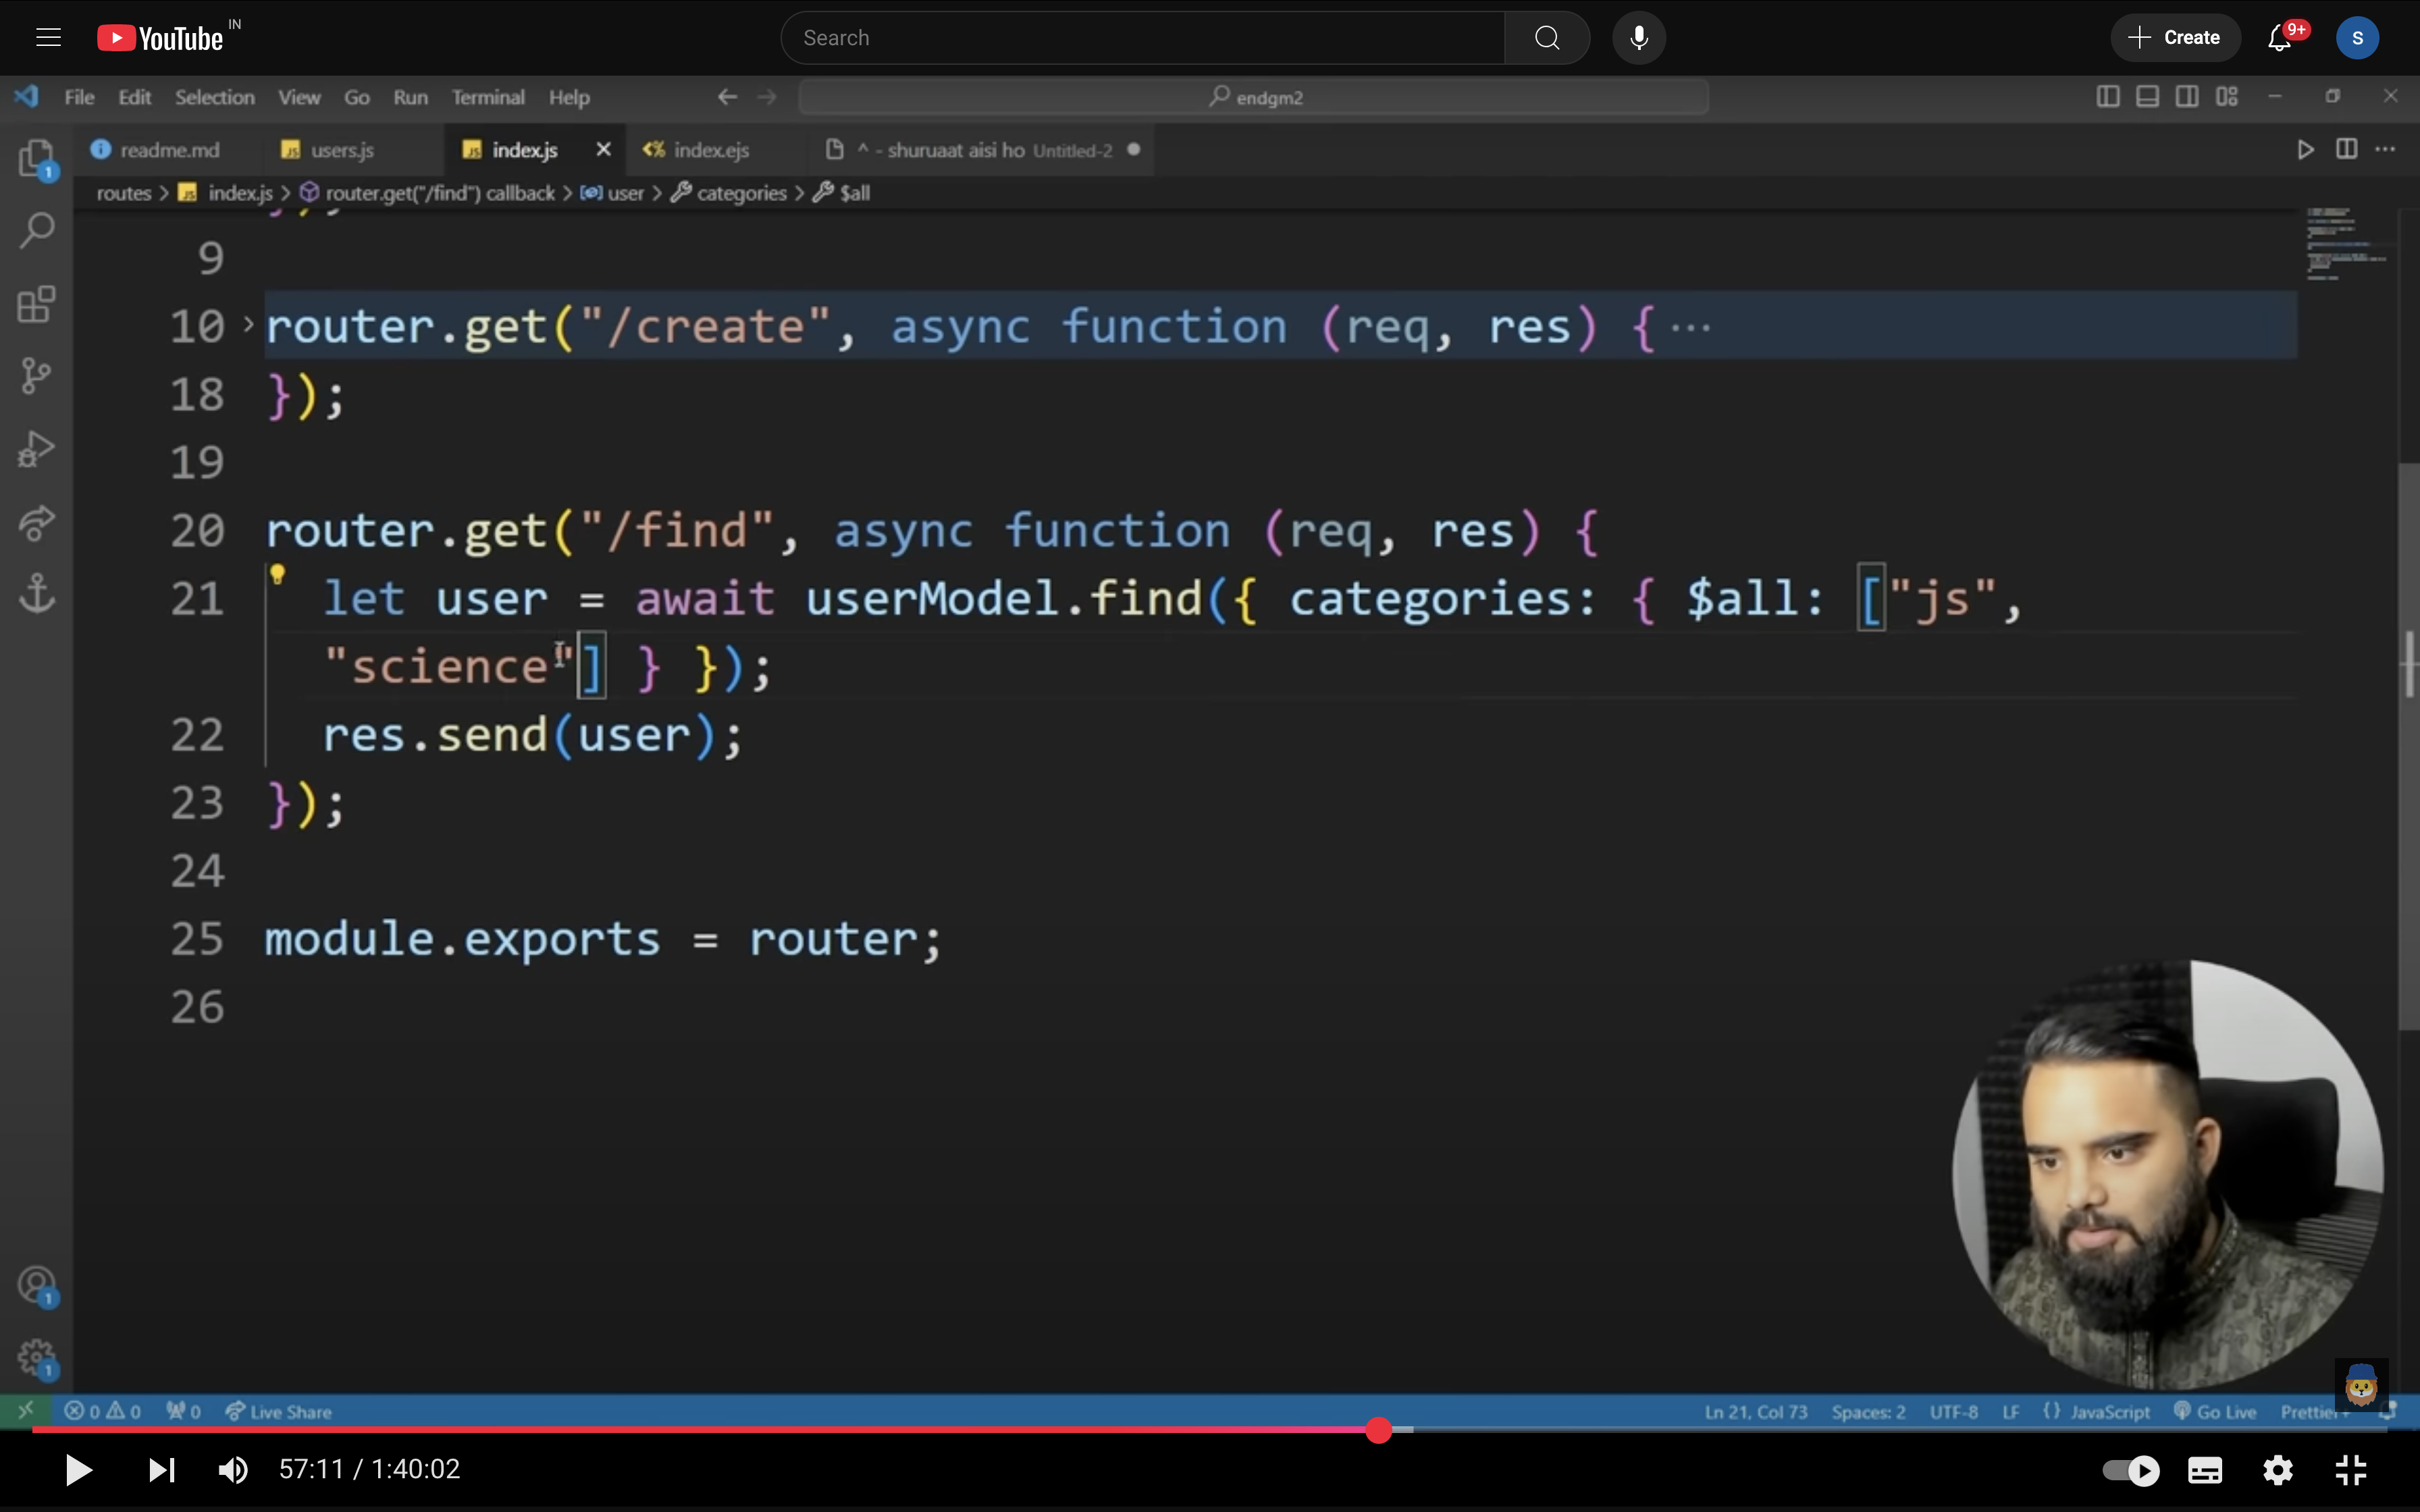 YouTube IN
Search
Create
9+
S
File Edit Selection View Go Run Terminal Help
endgm2
readme.md
users.js
index.js
index.ejs
^ - shuruaat aisi ho Untitled-2
routes > index.js > router.get("/find") callback > user > categories > $all
9
10 router.get("/create", async function (req, res) {···
18 });
19
20 router.get("/find", async function (req, res) {
21 let user = await userModel.find({ categories: { $all: ["js",
"science"] } });
22 res.send(user);
23 });
24
25 module.exports = router;
26
1
1
1
0 0 0 Live Share
Ln 21, Col 73 Spaces: 2 UTF-8 LF {} JavaScript Go Live Prettier
57:11 / 1:40:02